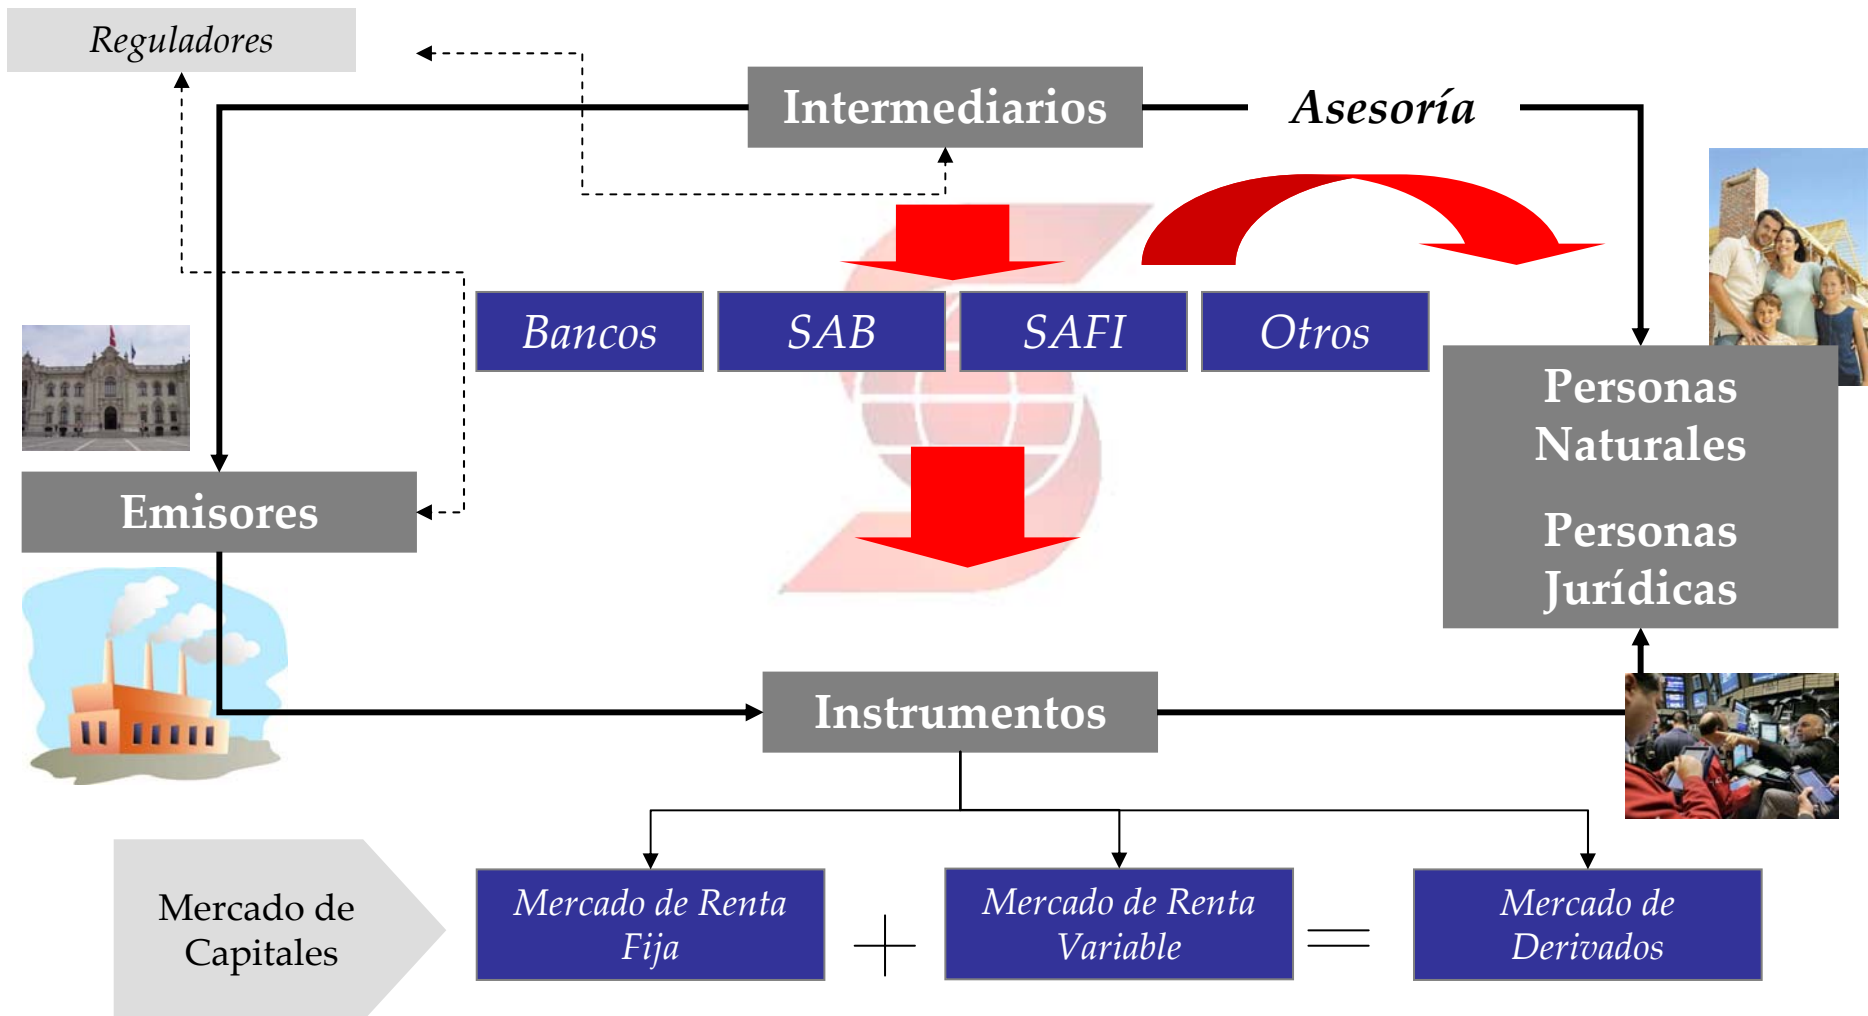 Reguladores
Intermediarios
Asesoría
Bancos
SAB
SAFI
Otros
Personas
Naturales
Personas
Jurídicas
Emisores
Instrumentos
Mercado de
Capitales
Mercado de Renta
Fija
Mercado de Renta
Variable
Mercado de
Derivados